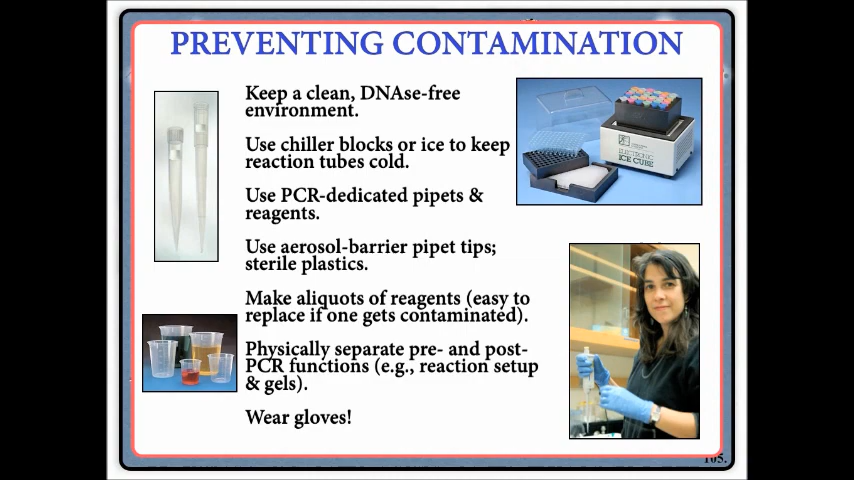 PREVENTING CONTAMINATION
Keep a clean, DNAse-free
environment.
Use chiller blocks or ice to keep
reaction tubes cold.
Use PCR-dedicated pipets &
reagents.
Use aerosol-barrier pipet tips;
sterile plastics.
Make aliquots of reagents (easy to
replace if one gets contaminated).
Physically separate pre- and post-
PCR functions (e.g., reaction setup
& gels).
Wear gloves!
ELECTRONIC
ICE CUBE
105.